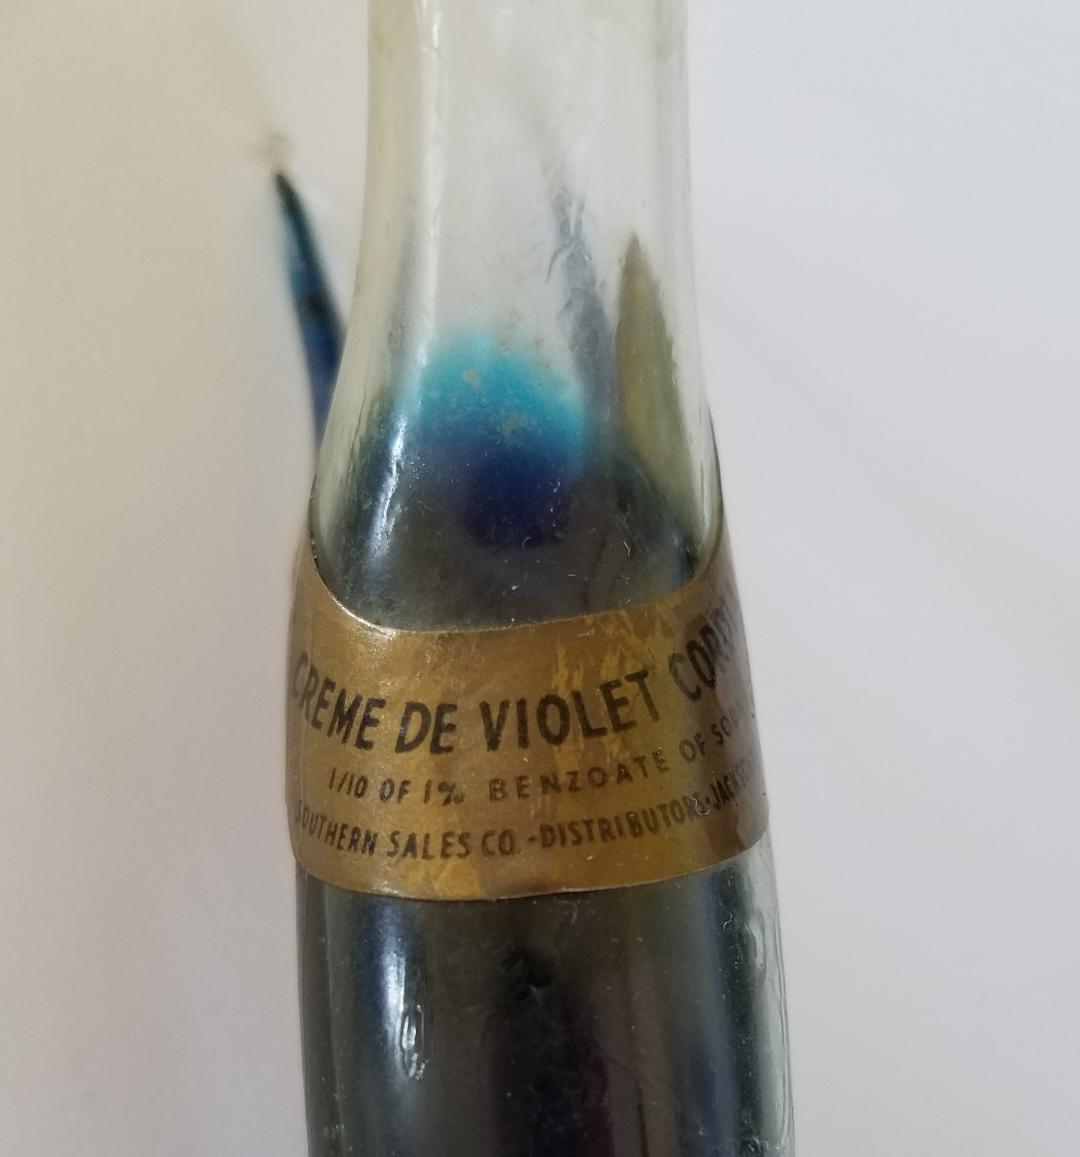 CREME DE VIOLET
1/10 OF 1% BENZOATE OF
SOUTHERN SALES CO.-DISTRIBUTORS-